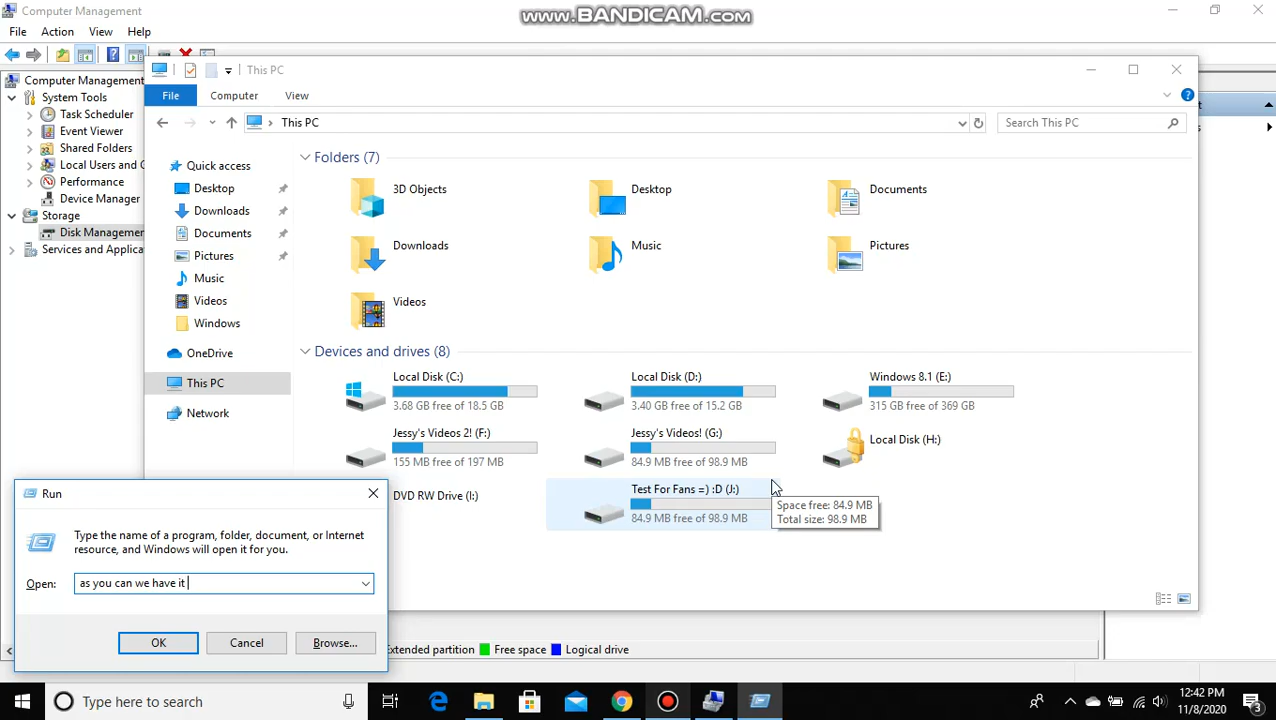 Computer Management
www.BANDICAM.com
File Action View Help
Computer Management
System Tools
Task Scheduler
Event Viewer
Shared Folders
Local Users and G
Performance
Device Manager
Storage
Disk Managemer
Services and Applica
This PC
File Computer View
This PC
Search This PC
Quick access
Desktop
Downloads
Documents
Pictures
Music
Videos
Windows
OneDrive
This PC
Network
Folders (7)
3D Objects
Desktop
Documents
Downloads
Music
Pictures
Videos
Devices and drives (8)
Local Disk (C:)
3.68 GB free of 18.5 GB
Local Disk (D:)
3.40 GB free of 15.2 GB
Windows 8.1 (E:)
315 GB free of 369 GB
Jessy's Videos 2! (F:)
155 MB free of 197 MB
Jessy's Videos! (G:)
84.9 MB free of 98.9 MB
Local Disk (H:)
DVD RW Drive (I:)
Test For Fans =) :D (J:)
84.9 MB free of 98.9 MB
Space free: 84.9 MB
Total size: 98.9 MB
Run
Type the name of a program, folder, document, or Internet
resource, and Windows will open it for you.
Open: as you can we have it
OK Cancel Browse...
Extended partition Free space Logical drive
Type here to search
12:42 PM
11/8/2020
3